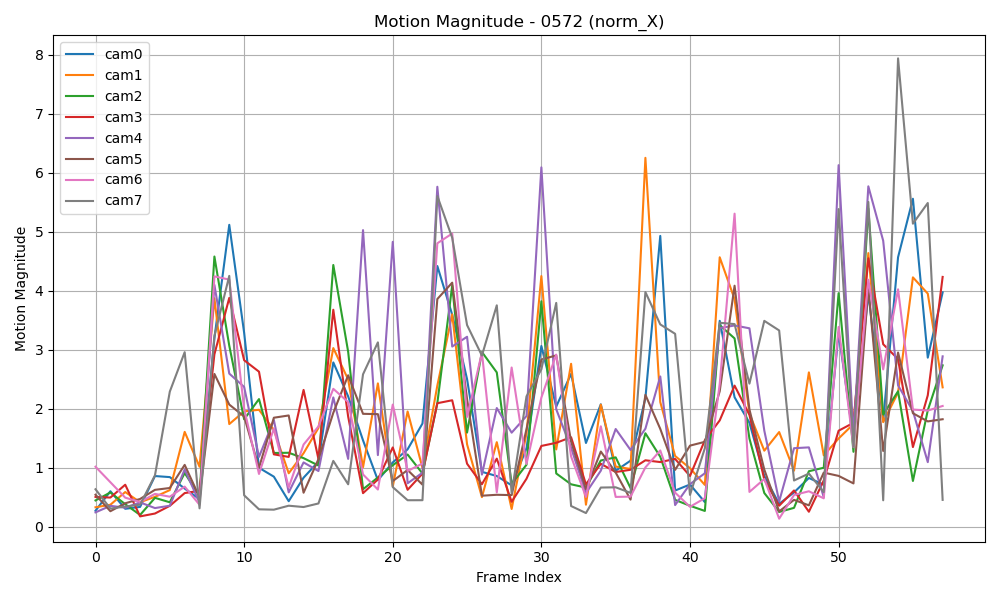 Motion Magnitude - 0572 (norm_X)
cam0
cam1
cam2
cam3
cam4
cam5
cam6
cam7
Motion Magnitude
8
7
6
5
4
3
2
1
0
0 10 20 30 40 50
Frame Index